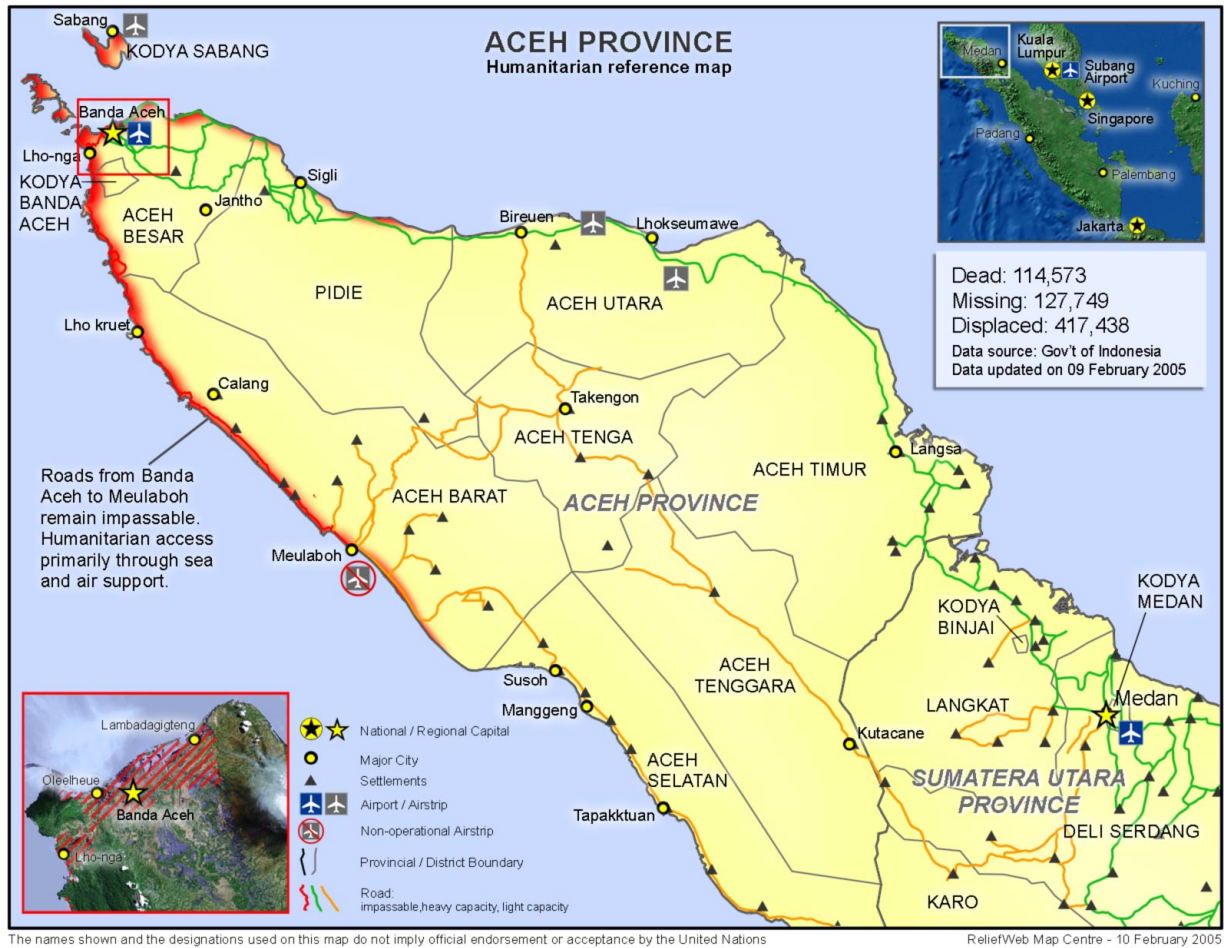 ACEH PROVINCE
Humanitarian reference map
Sabang
KODYA SABANG
Banda Aceh
Lho-nga
KODYA
BANDA
ACEH
ACEH
BESAR
Jantho
Sigli
PIDIE
Bireuen
Lhokseumawe
ACEH UTARA
Lho kruet
Calang
Takengon
ACEH TENGA
ACEH TIMUR
Langsa
ACEH BARAT
ACEH PROVINCE
Roads from Banda
Aceh to Meulaboh
remain impassable.
Humanitarian access
primarily through sea
and air support.
Meulaboh
Susoh
Manggeng
ACEH
TENGGARA
ACEH
SELATAN
Tapakktuan
Kutacane
KODYA
MEDAN
KODYA
BINJAI
LANGKAT
Medan
SUMATERA UTARA
PROVINCE
DELI SERDANG
KARO
Medan
Kuala
Lumpur
Subang
Airport
Kuching
Singapore
Padang
Palembang
Jakarta
Dead: 114,573
Missing: 127,749
Displaced: 417,438
Data source: Gov't of Indonesia
Data updated on 09 February 2005
Lambadagigteng
Oleelheue
Banda Aceh
Lho-nga
National / Regional Capital
Major City
Settlements
Airport / Airstrip
Non-operational Airstrip
Provincial / District Boundary
Road:
impassable,heavy capacity, light capacity
The names shown and the designations used on this map do not imply official endorsement or acceptance by the United Nations
ReliefWeb Map Centre - 10 February 2005